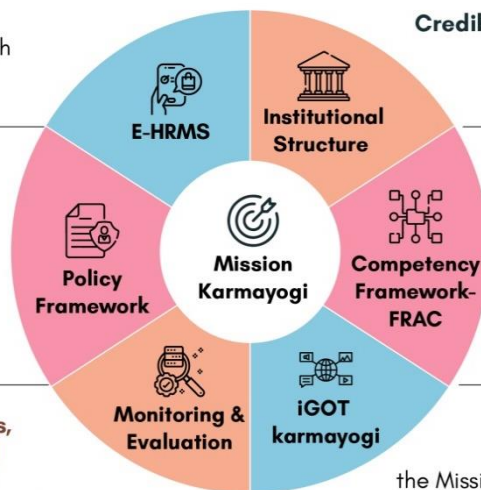 Credil
h
E-HRMS
Institutional
Structure
Policy
Framework
Mission
Karmayogi
Competency
Framework-
FRAC
Monitoring &
Evaluation
iGOT
karmayogi
s,
the Missi